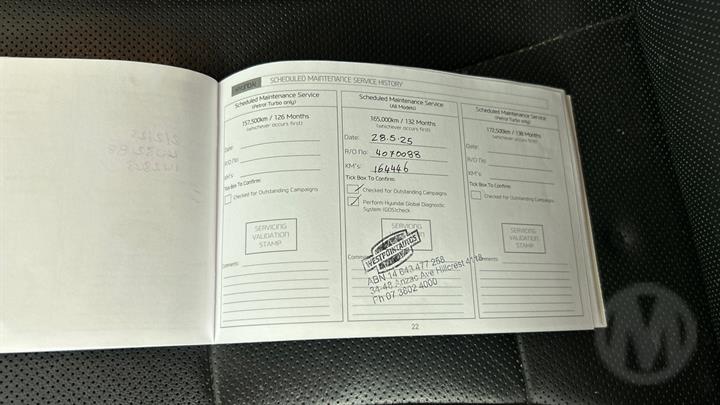 HYUNDAI SCHEDULED MAINTENANCE SERVICE HISTORY
Scheduled Maintenance Service
(Petrol Turbo only)
157,500km / 126 Months
(whichever occurs first)
Date:
R/O No:
KM's:
Tick Box To Confirm:
Checked for Outstanding Campaigns
SERVICING
VALIDATION
STAMP
Comments:
Scheduled Maintenance Service
(All Models)
165,000km / 132 Months
(whichever occurs first)
Date: 28.5.25
R/O No: 4070088
KM's: 164446
Tick Box To Confirm:
Checked for Outstanding Campaigns
Perform Hyundai Global Diagnostic
System (GDS)check
WESTPOINT AUTOS
ABN 14 643 477 258
34-48 Anzac Ave Hillcrest 4118
Ph 07 3802 4000
Scheduled Maintenance Service
(Petrol Turbo only)
172,500km / 138 Months
(whichever occurs first)
Date:
R/O No:
KM's:
Tick Box To Confirm:
Checked for Outstanding Campaigns
SERVICING
VALIDATION
STAMP
Comments:
22